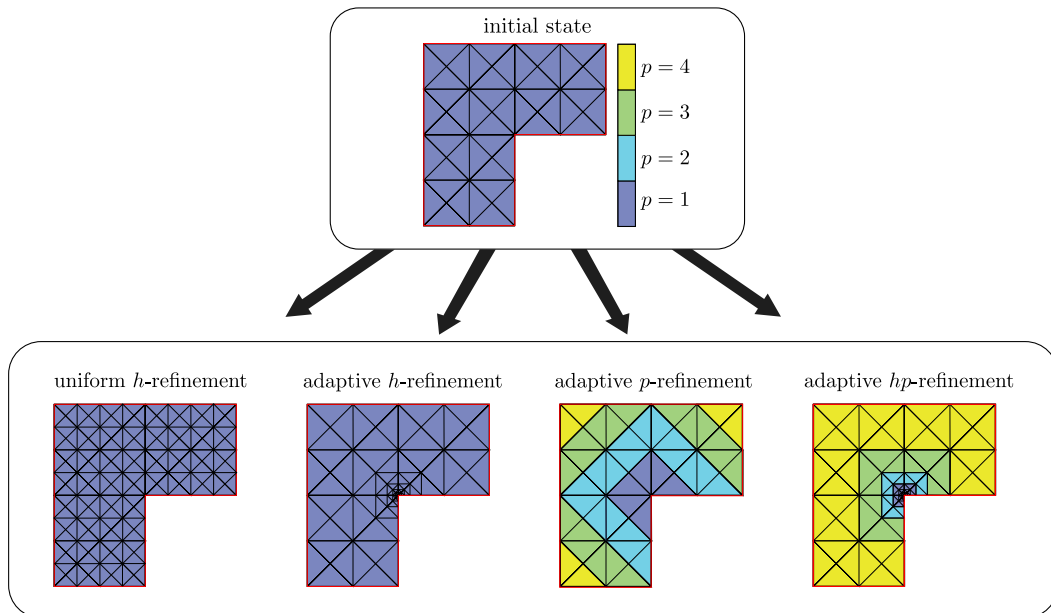 initial state
p = 4
p = 3
p = 2
p = 1
uniform h-refinement
adaptive h-refinement
adaptive p-refinement
adaptive hp-refinement